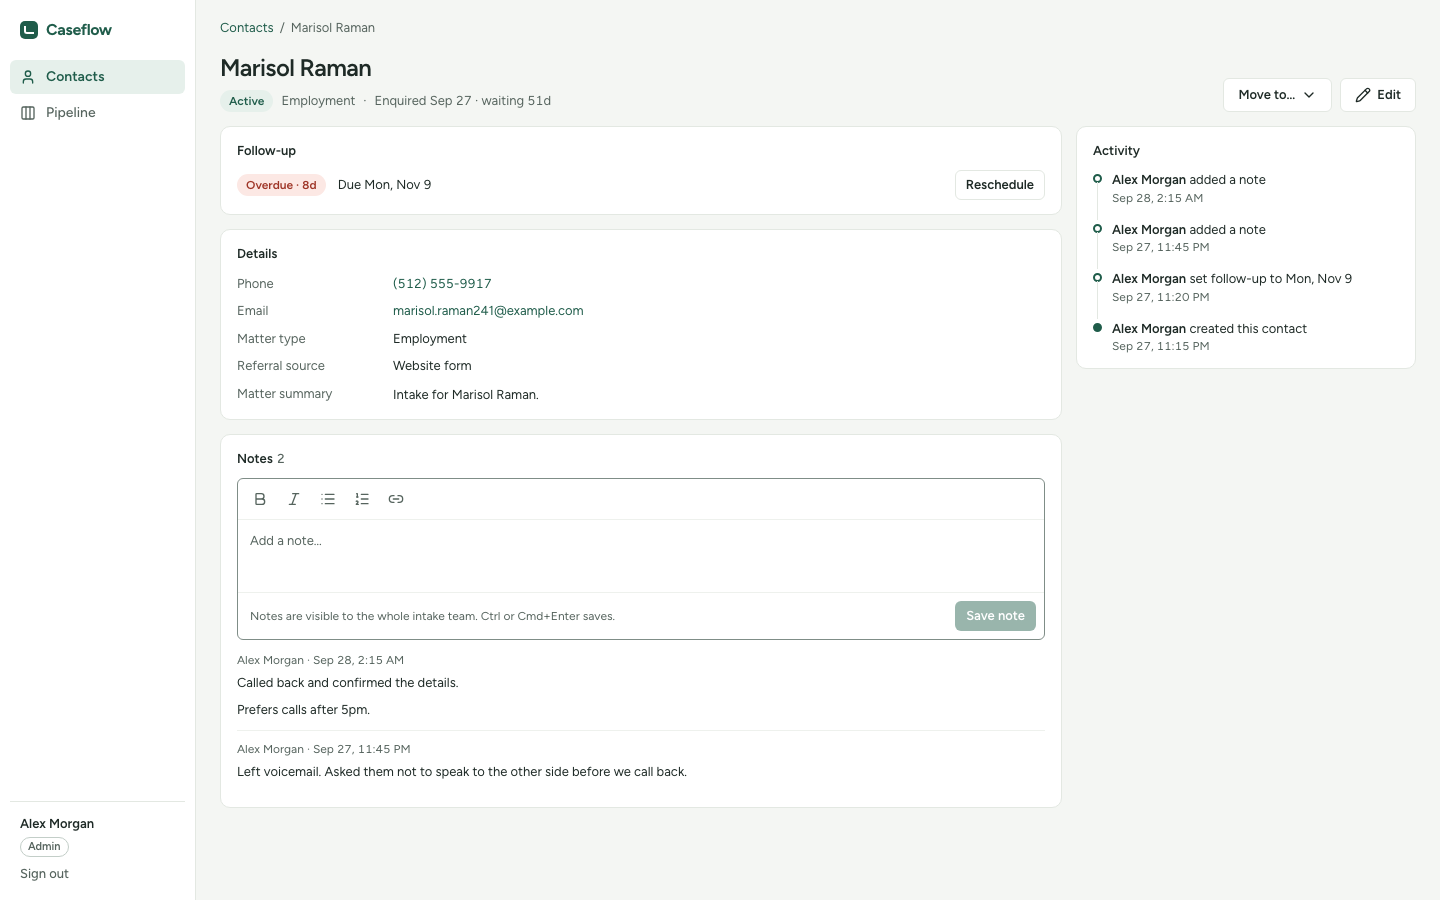 Caseflow
Contacts
Pipeline
Alex Morgan
Admin
Sign out
Contacts / Marisol Raman
Marisol Raman
Active Employment · Enquired Sep 27 · waiting 51d
Move to... Edit
Follow-up
Overdue · 8d Due Mon, Nov 9 Reschedule
Details
Phone (512) 555-9917
Email marisol.raman241@example.com
Matter type Employment
Referral source Website form
Matter summary Intake for Marisol Raman.
Notes 2
Add a note...
Notes are visible to the whole intake team. Ctrl or Cmd+Enter saves. Save note
Alex Morgan · Sep 28, 2:15 AM
Called back and confirmed the details.
Prefers calls after 5pm.
Alex Morgan · Sep 27, 11:45 PM
Left voicemail. Asked them not to speak to the other side before we call back.
Activity
Alex Morgan added a note
Sep 28, 2:15 AM
Alex Morgan added a note
Sep 27, 11:45 PM
Alex Morgan set follow-up to Mon, Nov 9
Sep 27, 11:20 PM
Alex Morgan created this contact
Sep 27, 11:15 PM